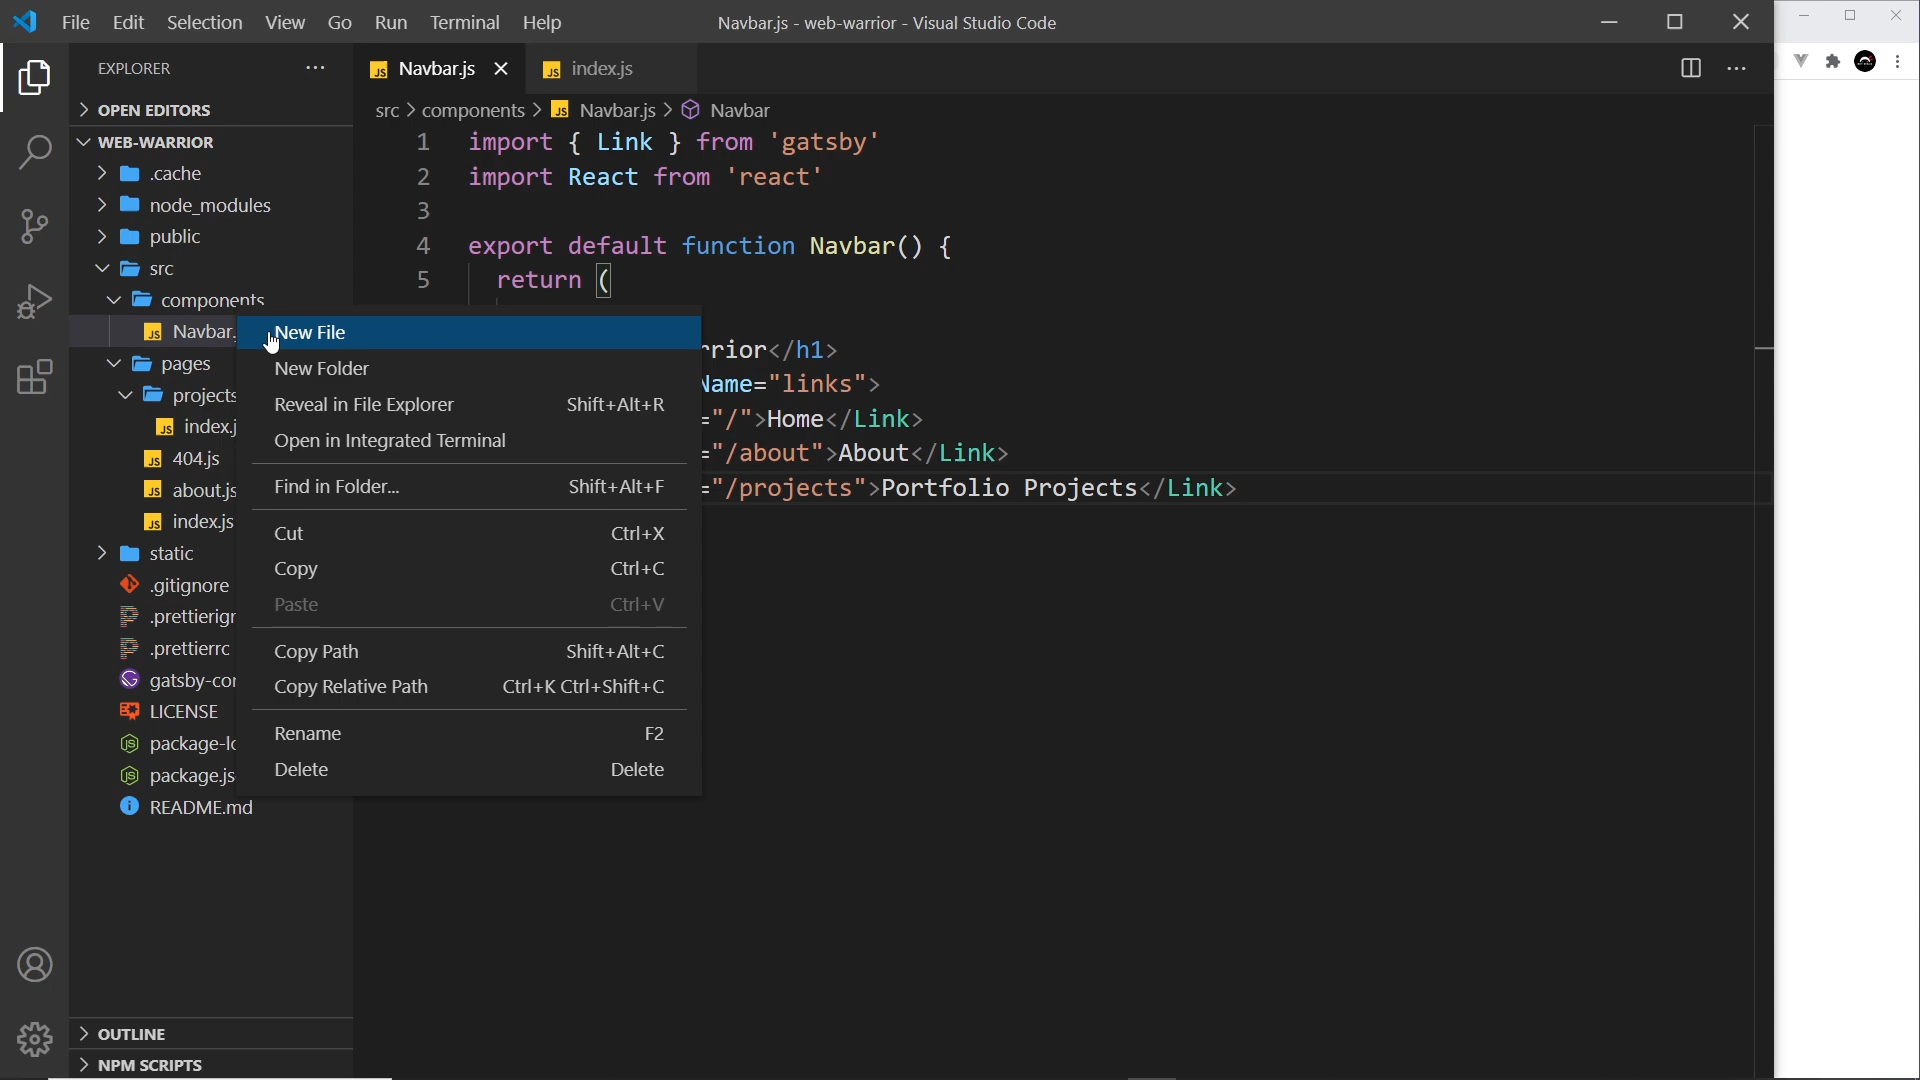 File Edit Selection View Go Run Terminal Help
Navbar.js - web-warrior - Visual Studio Code
EXPLORER
Navbar.js
index.js
OPEN EDITORS
src > components > Navbar.js > Navbar
WEB-WARRIOR
.cache
node_modules
public
src
components
Navbar.
pages
projects
index.j
404.js
about.js
index.js
static
.gitignore
.prettierigr
.prettierrc
gatsby-cor
LICENSE
package-lo
package.js
README.md
OUTLINE
NPM SCRIPTS
1 import { Link } from 'gatsby'
2 import React from 'react'
3
4 export default function Navbar() {
5 return (
rrior</h1>
Name="links">
="/">Home</Link>
="/about">About</Link>
="/projects">Portfolio Projects</Link>
New File
New Folder
Reveal in File Explorer Shift+Alt+R
Open in Integrated Terminal
Find in Folder... Shift+Alt+F
Cut Ctrl+X
Copy Ctrl+C
Paste Ctrl+V
Copy Path Shift+Alt+C
Copy Relative Path Ctrl+K Ctrl+Shift+C
Rename F2
Delete Delete